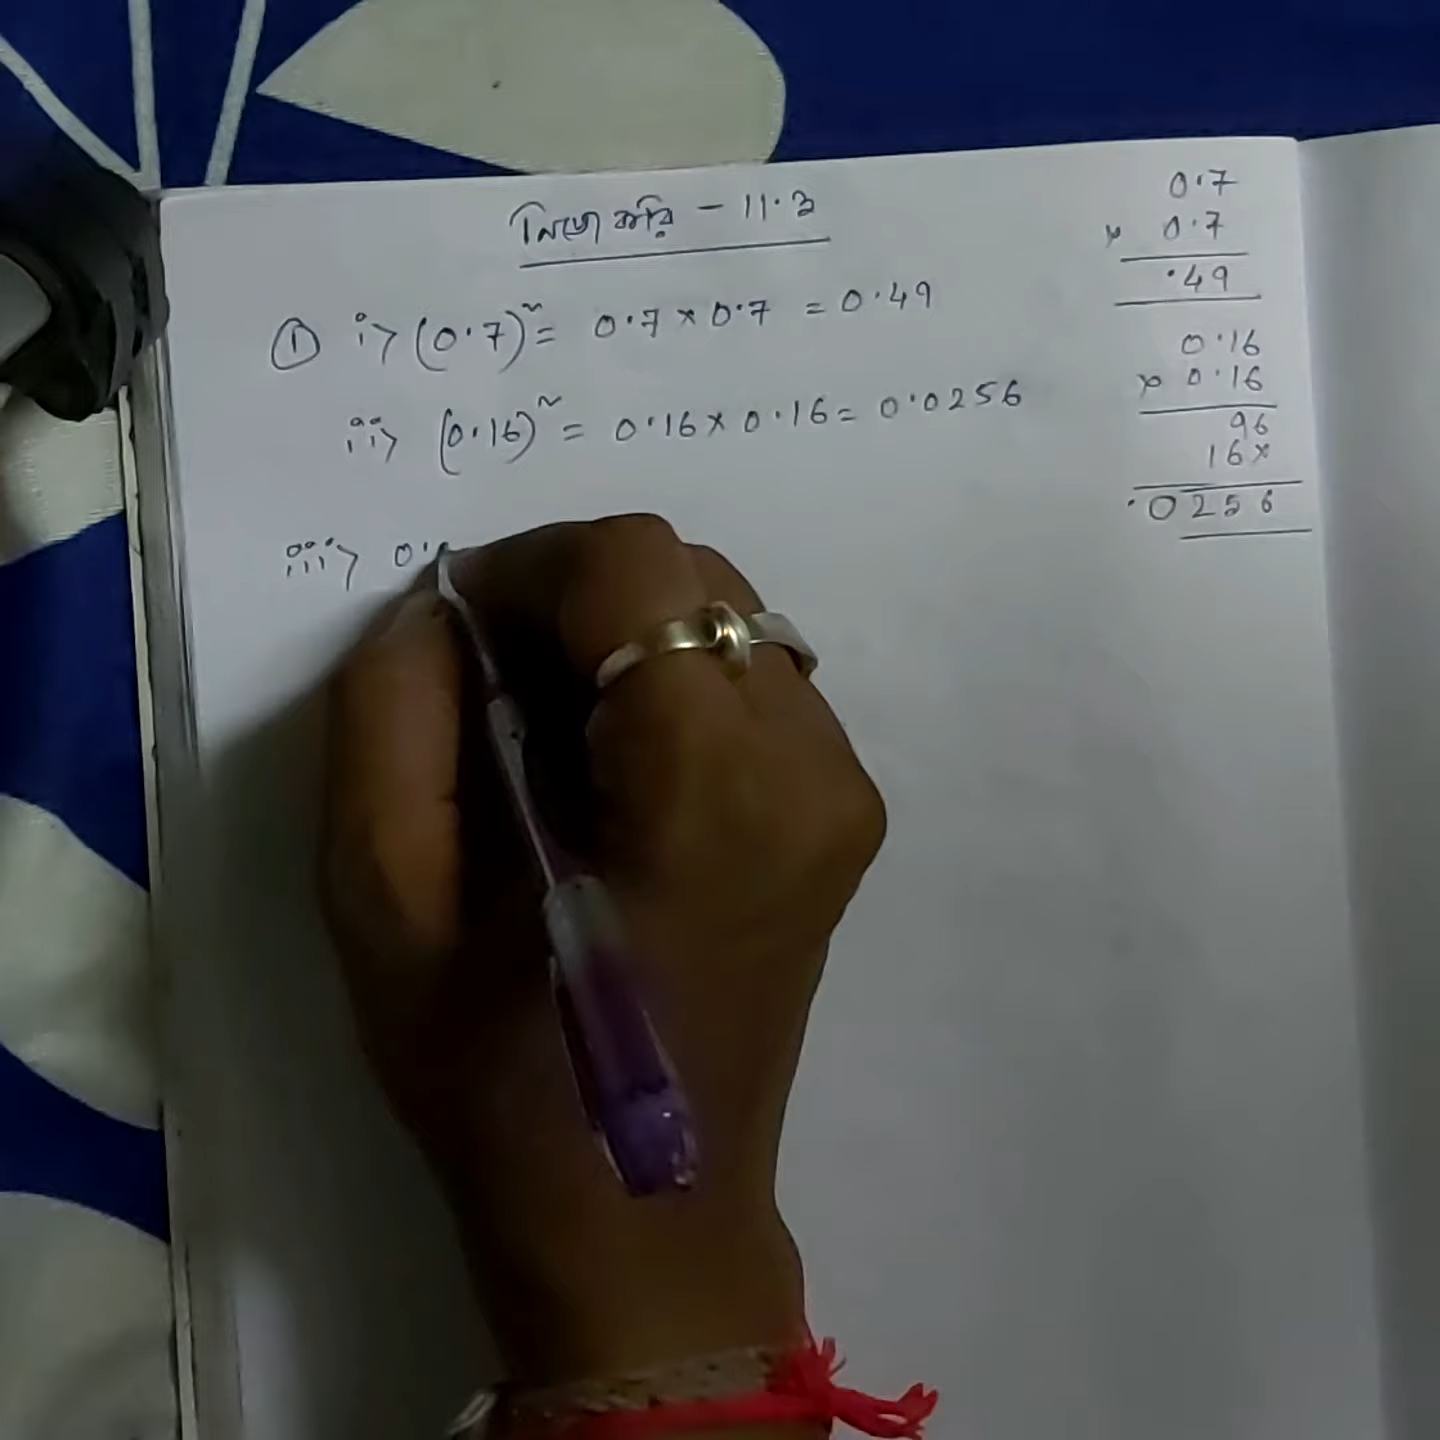 নিজে করি - 11.3
① i> (0.7)² = 0.7 × 0.7 = 0.49
ii> (0.16)² = 0.16 × 0.16 = 0.0256
iii> 0.
0.7
× 0.7
.49
0.16
× 0.16
96
16×
.0256